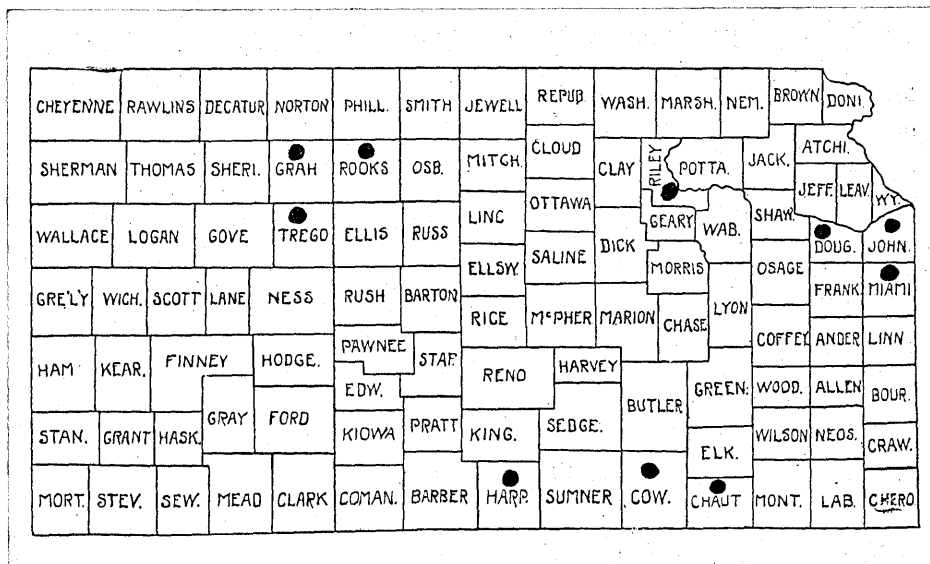 CHEYENNE RAWLINS DECATUR NORTON PHILL. SMITH JEWELL REPUB. WASH. MARSH. NEM. BROWN DONI.
SHERMAN THOMAS SHERI. GRAH ROOKS OSB. MITCH. CLOUD CLAY RILEY POTTA. JACK. ATCHI.
JEFF. LEAV. WY.
WALLACE LOGAN GOVE TREGO ELLIS RUSS LINC OTTAWA DICK GEARY WAB. SHAW. DOUG. JOHN.
ELLSW. SALINE MORRIS OSAGE
GRE'LY WICH. SCOTT LANE NESS RUSH BARTON RICE McPHER MARION CHASE LYON FRANK MIAMI
COFFEY ANDER LINN
HAM KEAR. FINNEY HODGE. PAWNEE STAF. RENO HARVEY
EDW. BUTLER GREEN. WOOD. ALLEN BOUR.
STAN. GRANT HASK. GRAY FORD KIOWA PRATT KING. SEDGE. ELK. WILSON NEOS. CRAW.
MORT. STEV. SEW. MEAD CLARK COMAN. BARBER HARP. SUMNER COW. CHAUT MONT. LAB. CHERO